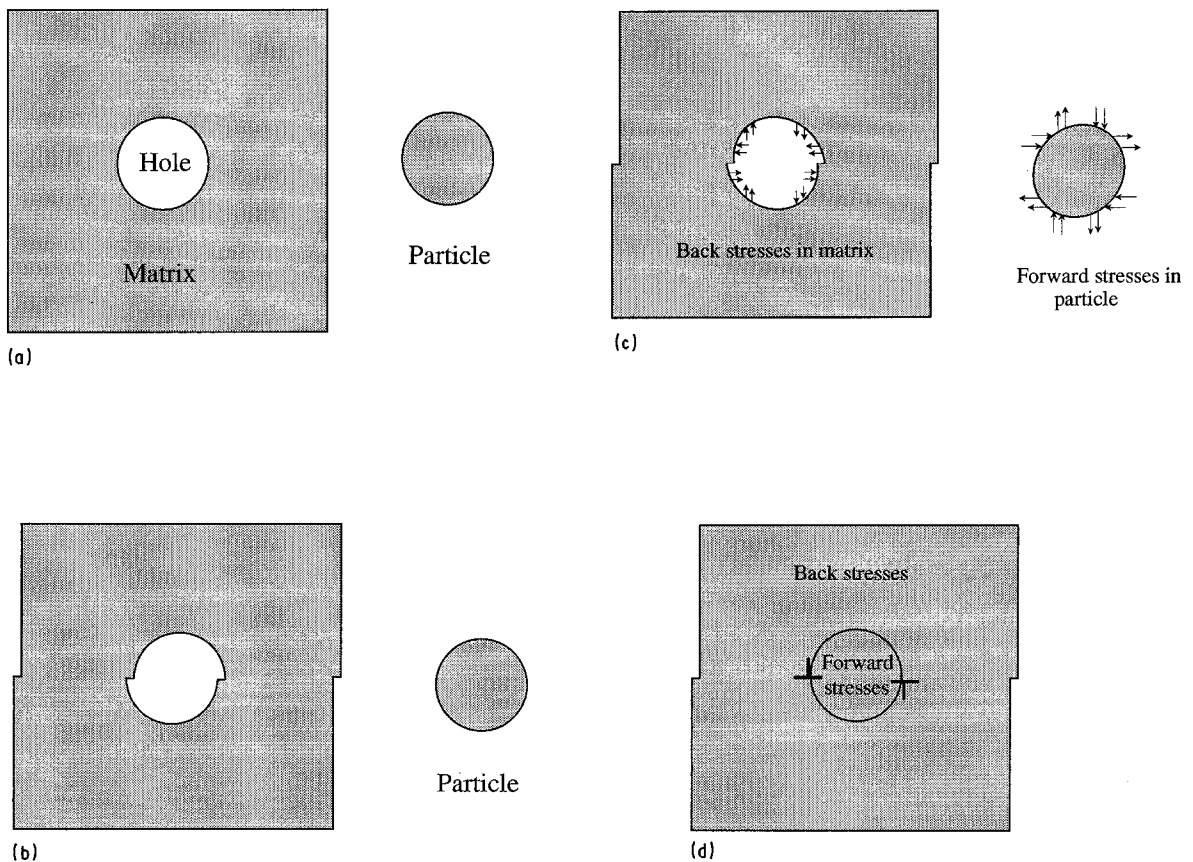 Hole
Matrix
Particle
(a)
Back stresses in matrix
Forward stresses in
particle
(c)
Particle
(b)
Back stresses
Forward
stresses
(d)